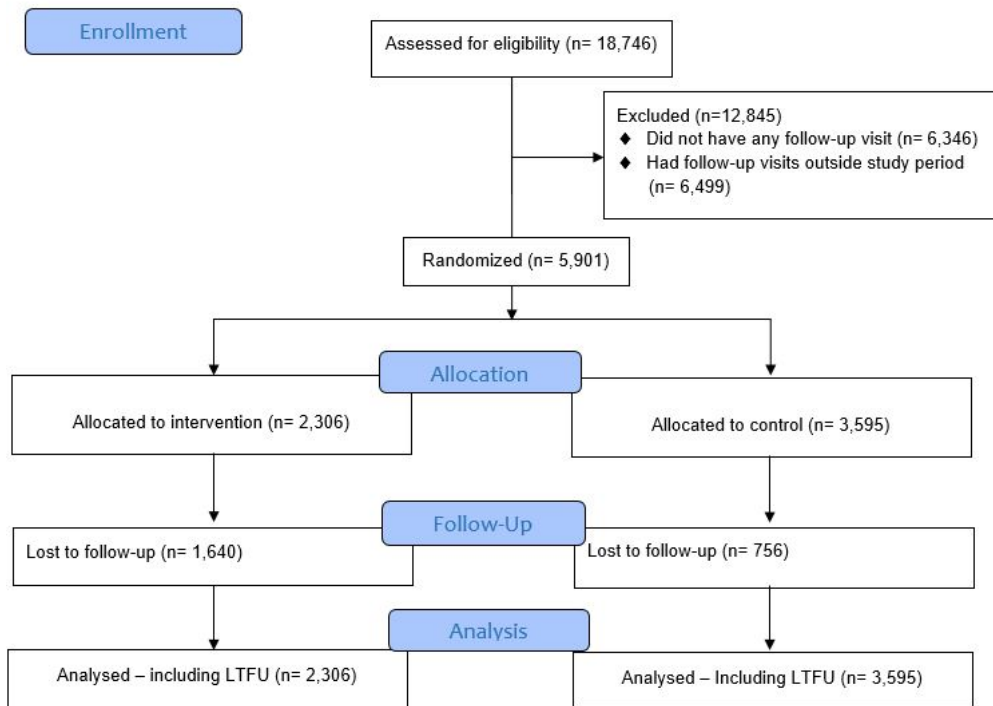 Enrollment
Assessed for eligibility (n= 18,746)
Excluded (n=12,845)
♦ Did not have any follow-up visit (n= 6,346)
♦ Had follow-up visits outside study period
(n= 6,499)
Randomized (n= 5,901)
Allocation
Allocated to intervention (n= 2,306)
Allocated to control (n= 3,595)
Follow-Up
Lost to follow-up (n= 1,640)
Lost to follow-up (n= 756)
Analysis
Analysed – including LTFU (n= 2,306)
Analysed – Including LTFU (n= 3,595)